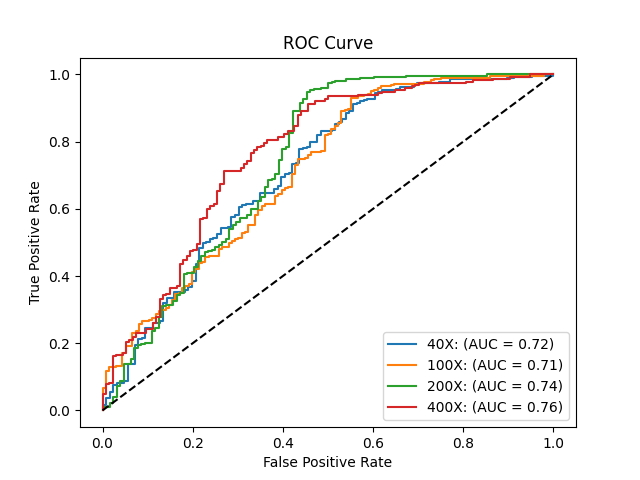 ROC Curve
True Positive Rate
1.0
0.8
0.6
0.4
0.2
0.0
40X: (AUC = 0.72)
100X: (AUC = 0.71)
200X: (AUC = 0.74)
400X: (AUC = 0.76)
0.0 0.2 0.4 0.6 0.8 1.0
False Positive Rate